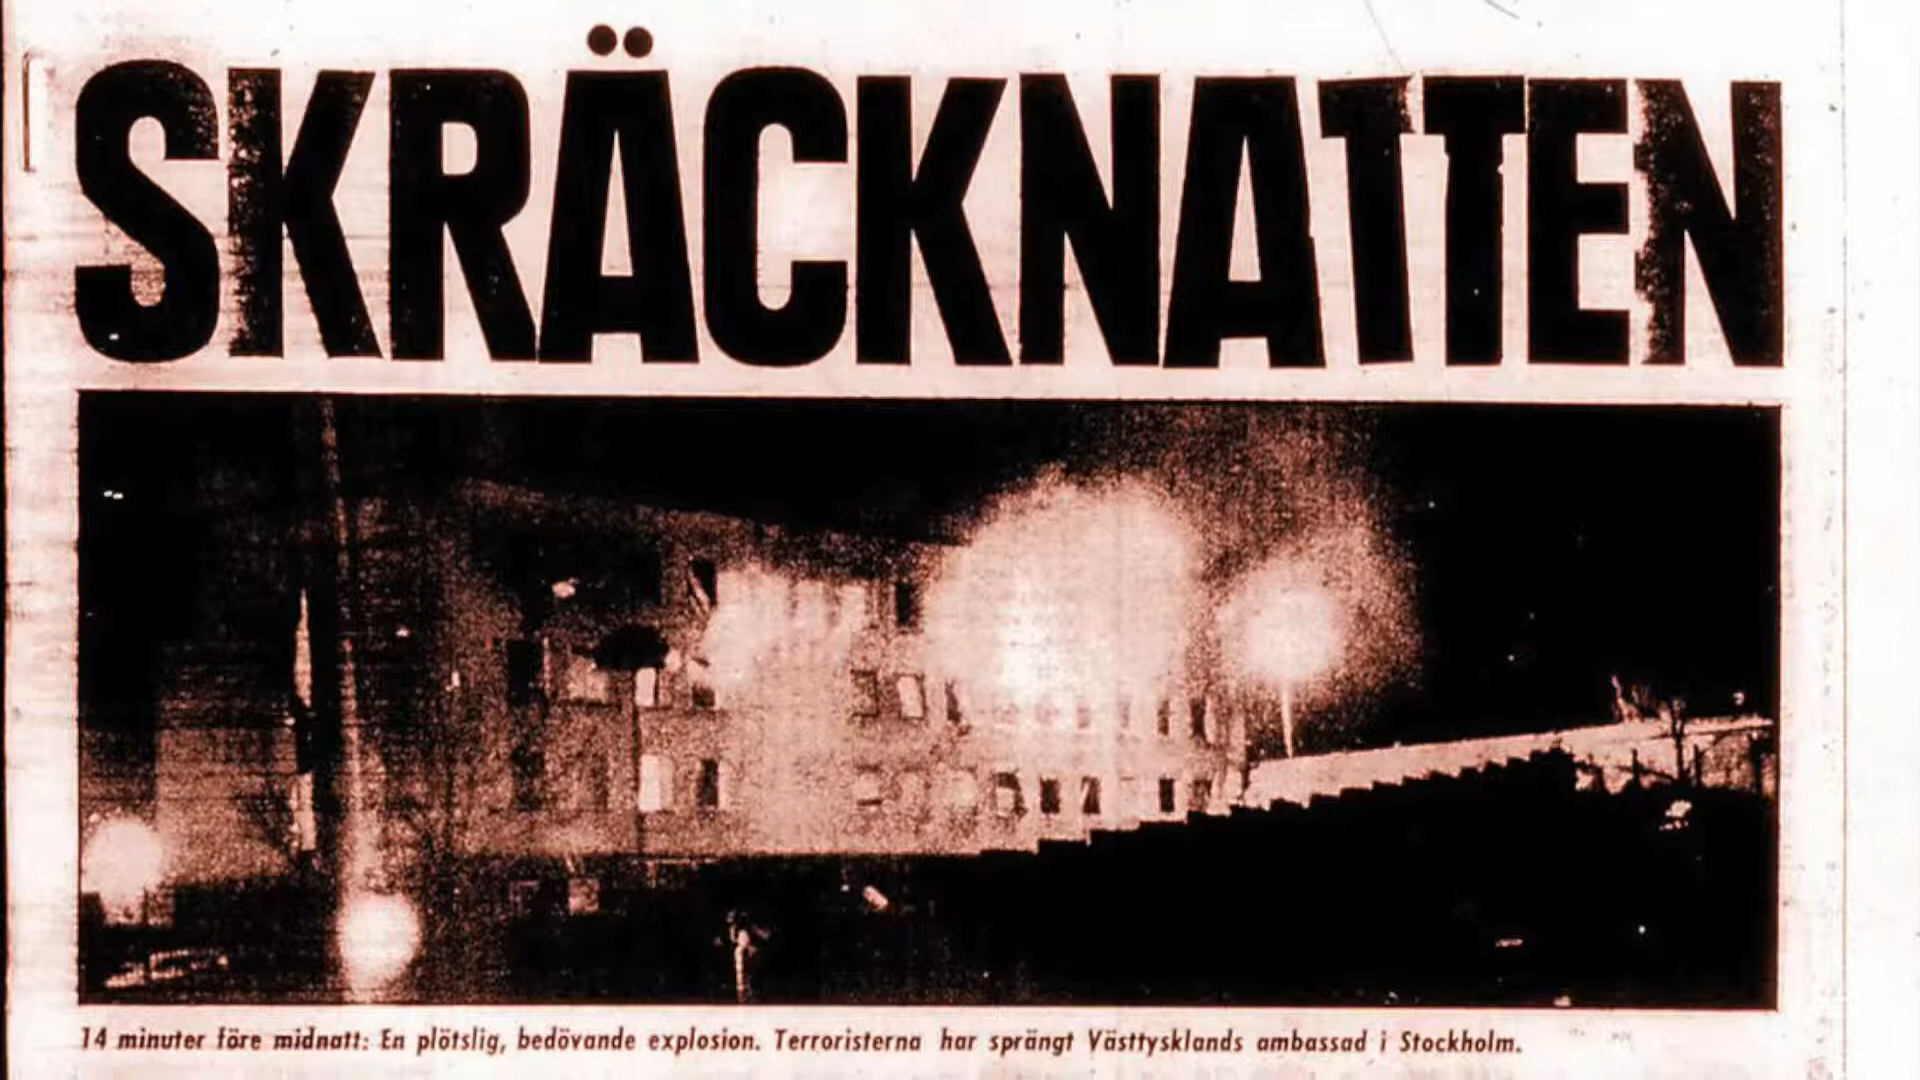 SKRÄCKNATTEN
14 minuter före midnatt: En plötslig, bedövande explosion. Terroristerna har sprängt Västtysklands ambassad i Stockholm.